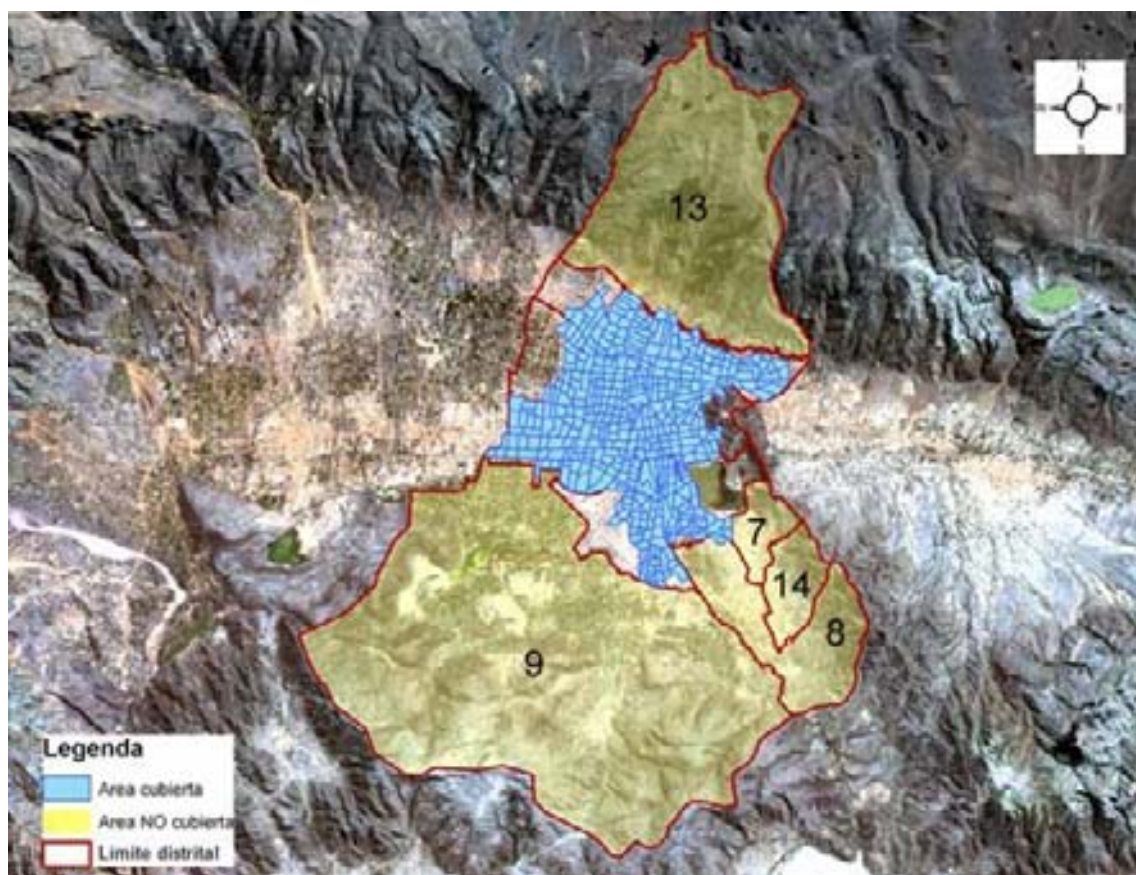 N
E
S
13
7
14
8
9
Legenda
Area cubierta
Area NO cubierta
Limite distrital